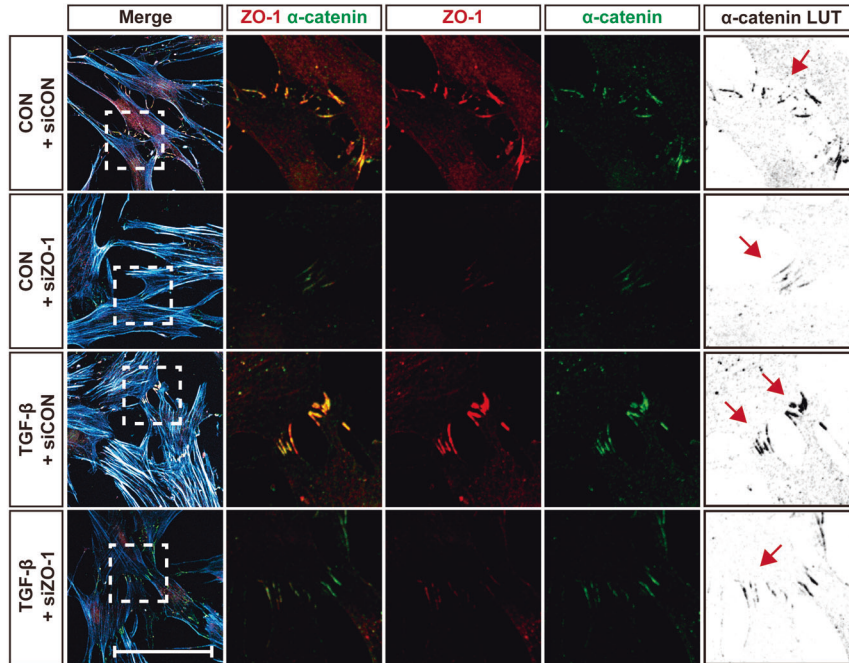 Merge
ZO-1 α-catenin
ZO-1
α-catenin
α-catenin LUT
CON
+ siCON
CON
+ siZO-1
TGF-β
+ siCON
TGF-β
+ siZO-1